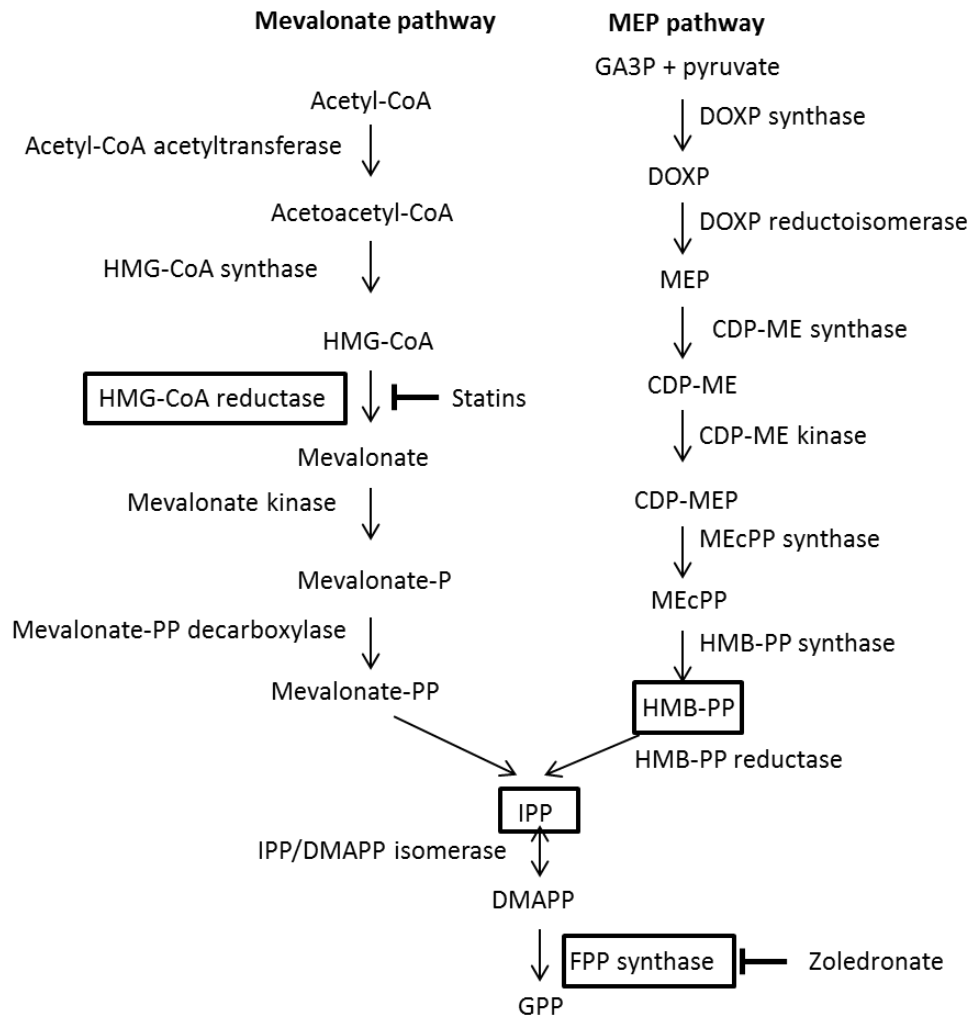 Mevalonate pathway
Acetyl-CoA
Acetyl-CoA acetyltransferase
Acetoacetyl-CoA
HMG-CoA synthase
HMG-CoA
HMG-CoA reductase
Statins
Mevalonate
Mevalonate kinase
Mevalonate-P
Mevalonate-PP decarboxylase
Mevalonate-PP
MEP pathway
GA3P + pyruvate
DOXP synthase
DOXP
DOXP reductoisomerase
MEP
CDP-ME synthase
CDP-ME
CDP-ME kinase
CDP-MEP
MEcPP synthase
MEcPP
HMB-PP synthase
HMB-PP
HMB-PP reductase
IPP
IPP/DMAPP isomerase
DMAPP
FPP synthase
Zoledronate
GPP